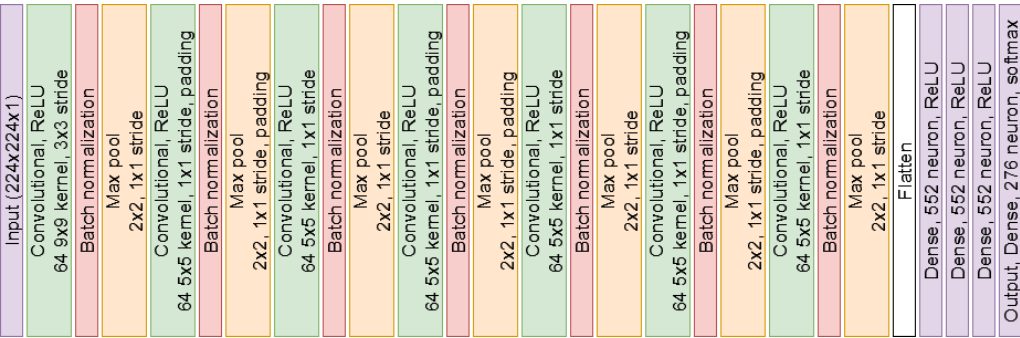 Input (224x224x1)
Convolutional, ReLU
64 9x9 kernel, 3x3 stride
Batch normalization
Max pool
2x2, 1x1 stride
Convolutional, ReLU
64 5x5 kernel, 1x1 stride, padding
Batch normalization
Max pool
2x2, 1x1 stride, padding
Convolutional, ReLU
64 5x5 kernel, 1x1 stride
Batch normalization
Max pool
2x2, 1x1 stride
Convolutional, ReLU
64 5x5 kernel, 1x1 stride, padding
Batch normalization
Max pool
2x2, 1x1 stride, padding
Convolutional, ReLU
64 5x5 kernel, 1x1 stride
Batch normalization
Max pool
2x2, 1x1 stride
Convolutional, ReLU
64 5x5 kernel, 1x1 stride, padding
Batch normalization
Max pool
2x2, 1x1 stride, padding
Convolutional, ReLU
64 5x5 kernel, 1x1 stride
Batch normalization
Max pool
2x2, 1x1 stride
Flatten
Dense, 552 neuron, ReLU
Dense, 552 neuron, ReLU
Dense, 552 neuron, ReLU
Output, Dense, 276 neuron, softmax